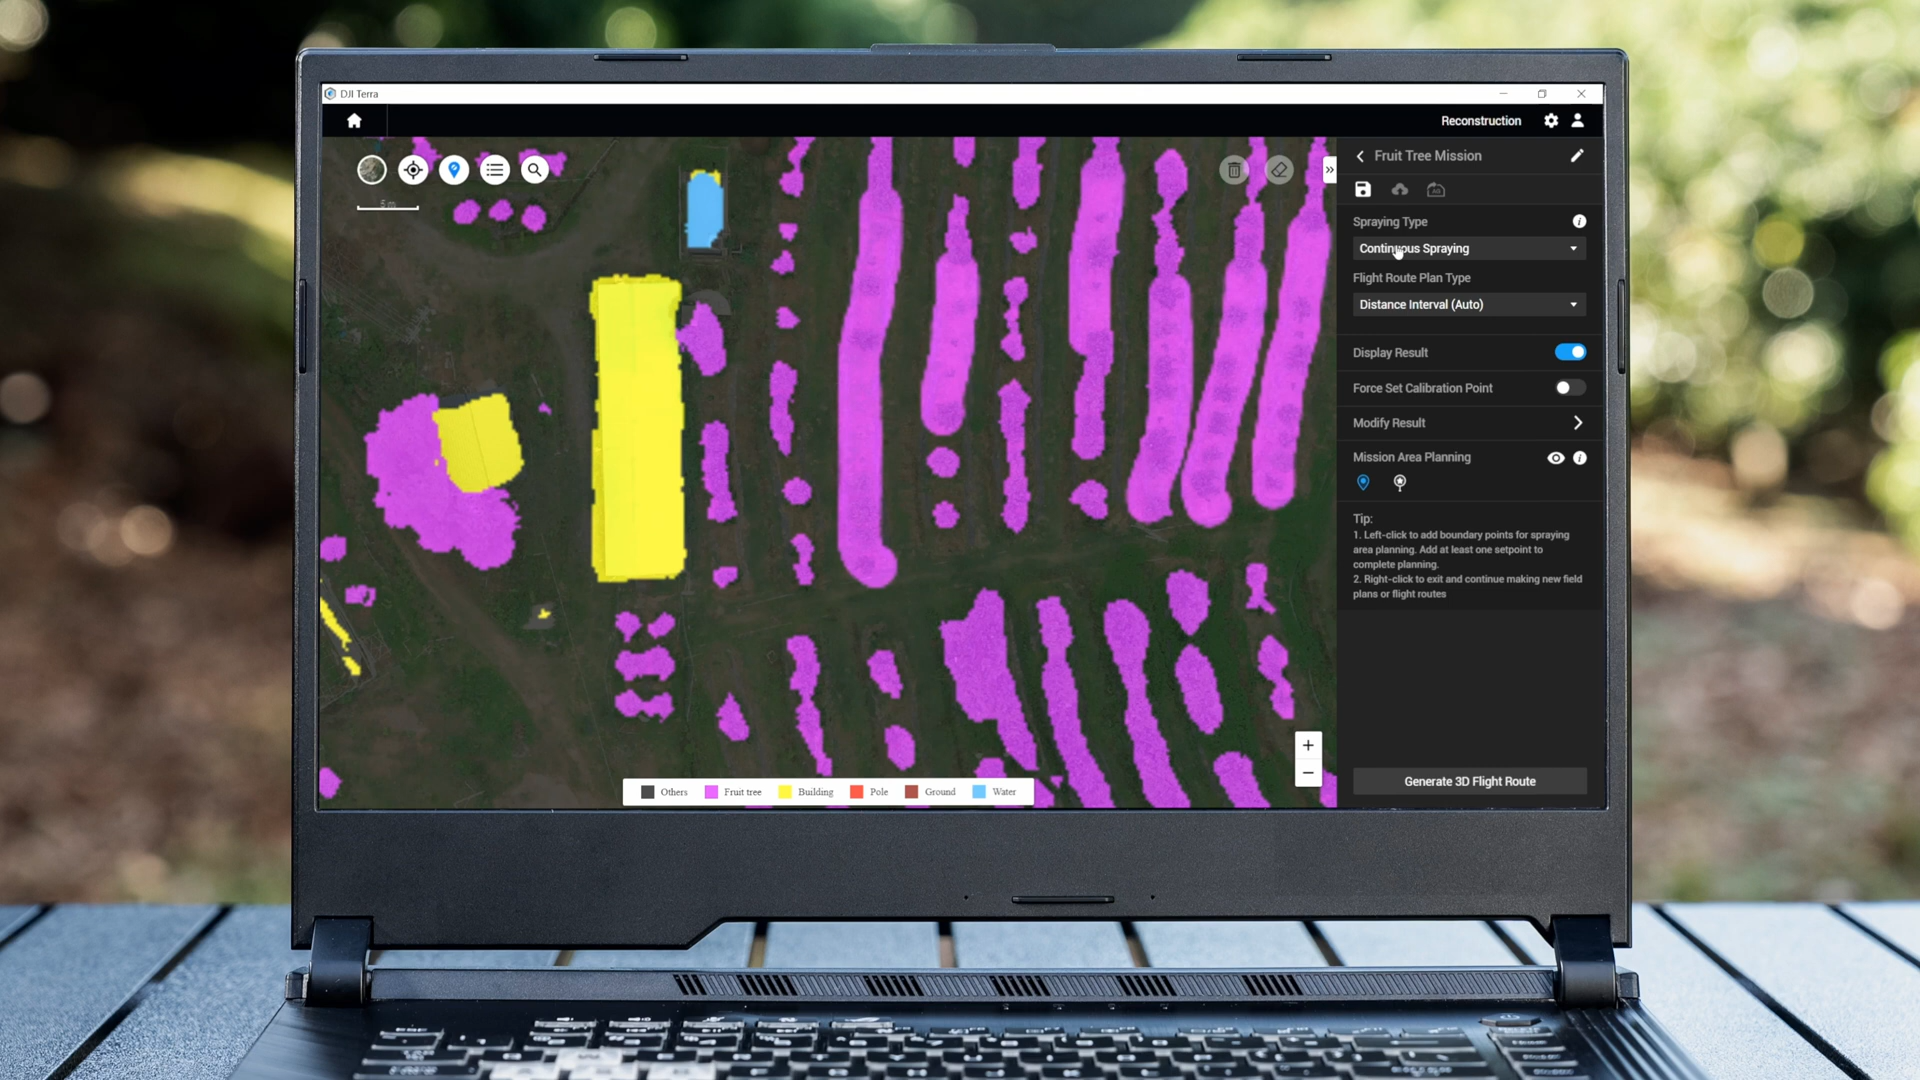 DJI Terra
Reconstruction
5 m
Fruit Tree Mission
Spraying Type
Continuous Spraying
Flight Route Plan Type
Distance Interval (Auto)
Display Result
Force Set Calibration Point
Modify Result
Mission Area Planning
Tip:
1. Left-click to add boundary points for spraying
area planning. Add at least one setpoint to
complete planning.
2. Right-click to exit and continue making new field
plans or flight routes
Generate 3D Flight Route
Others Fruit tree Building Pole Ground Water